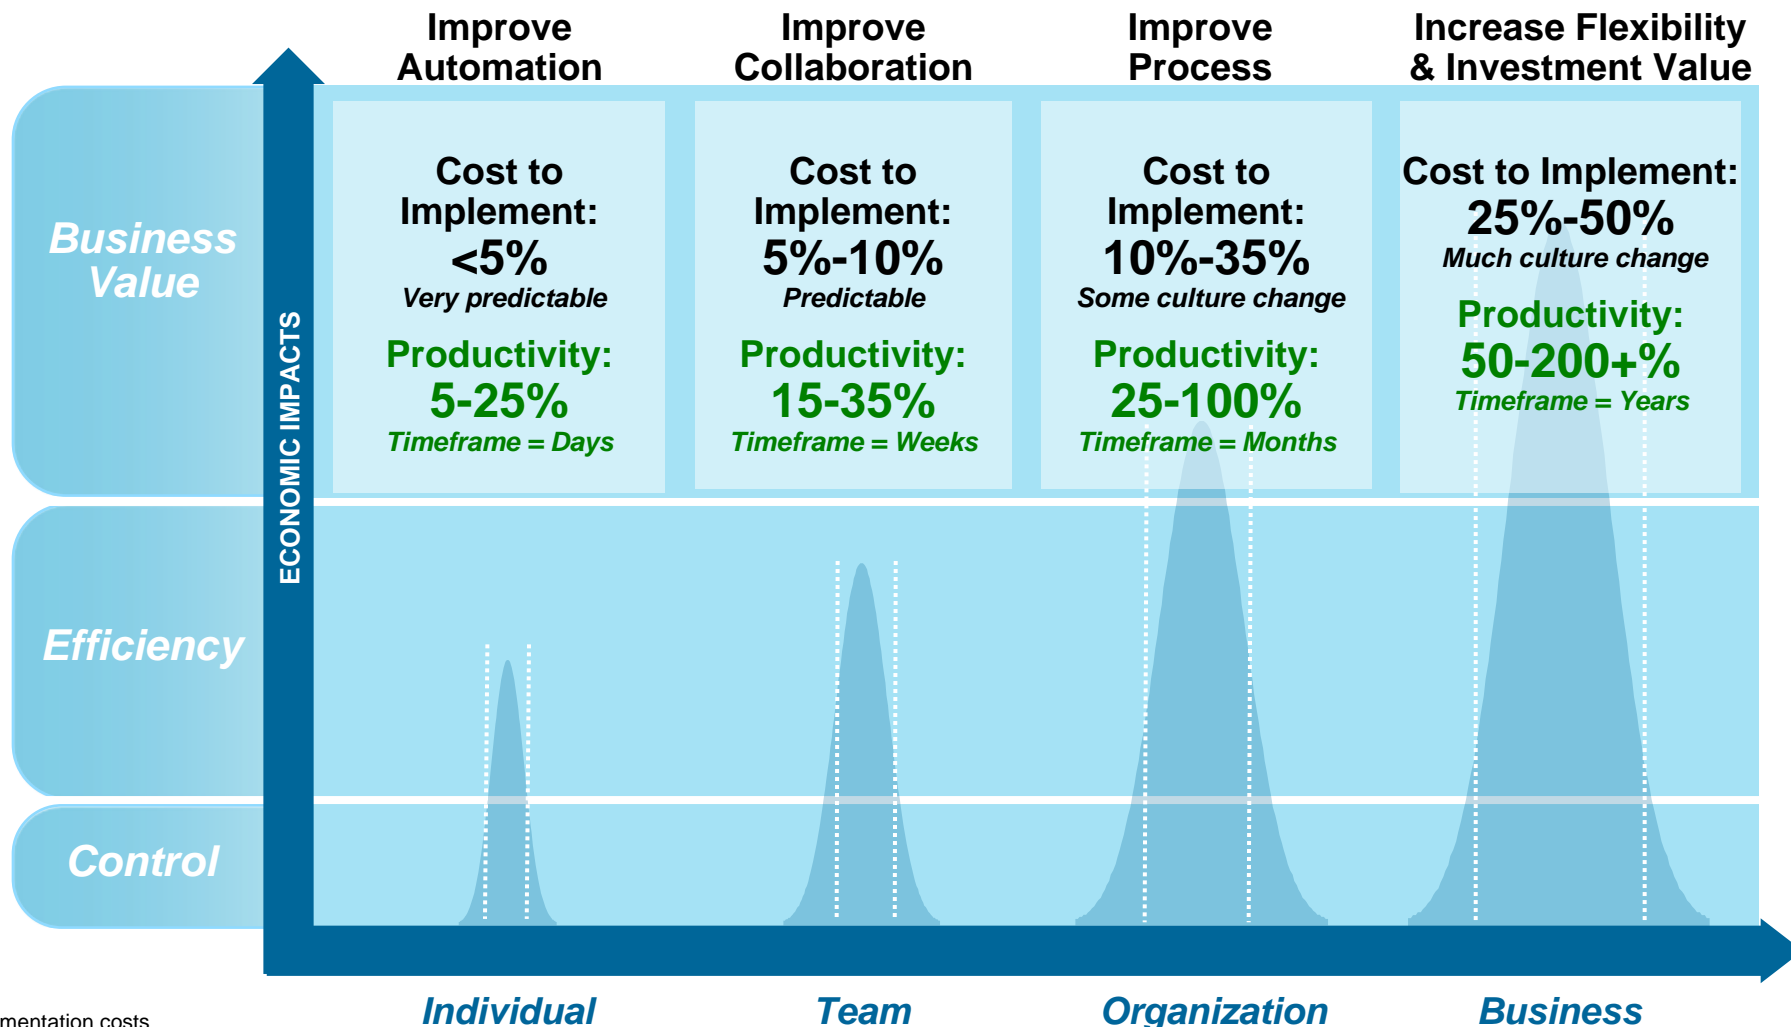 Improve
Automation
Improve
Collaboration
Improve
Process
Increase Flexibility
& Investment Value
Business
Value
Efficiency
Control
ECONOMIC IMPACTS
Cost to
Implement:
<5%
Very predictable
Productivity:
5-25%
Timeframe = Days
Cost to
Implement:
5%-10%
Predictable
Productivity:
15-35%
Timeframe = Weeks
Cost to
Implement:
10%-35%
Some culture change
Productivity:
25-100%
Timeframe = Months
Cost to Implement:
25%-50%
Much culture change
Productivity:
50-200+%
Timeframe = Years
Individual
Team
Organization
Business
costs